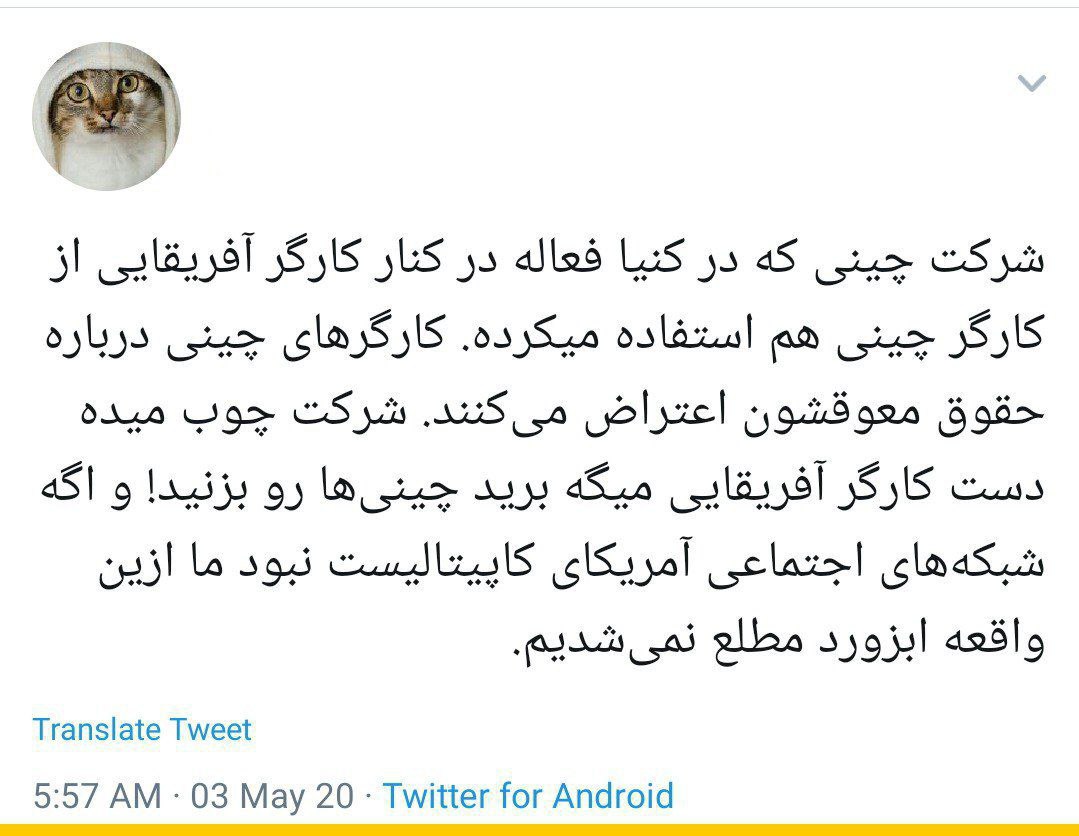 شرکت چینی که در کنیا فعاله در کنار کارگر آفریقایی از
کارگر چینی هم استفاده میکرده. کارگرهای چینی درباره
حقوق معوقشون اعتراض می‌کنند. شرکت چوب میده
دست کارگر آفریقایی میگه برید چینی‌ها رو بزنید! و اگه
شبکه‌های اجتماعی آمریکای کاپیتالیست نبود ما ازین
واقعه ابزورد مطلع نمی‌شدیم.
Translate Tweet
5:57 AM · 03 May 20 · Twitter for Android